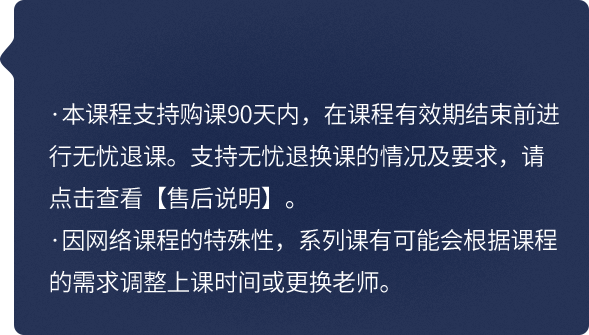 ·本课程支持购课90天内，在课程有效期结束前进
行无忧退课。支持无忧退换课的情况及要求，请
点击查看【售后说明】。
·因网络课程的特殊性，系列课有可能会根据课程
的需求调整上课时间或更换老师。